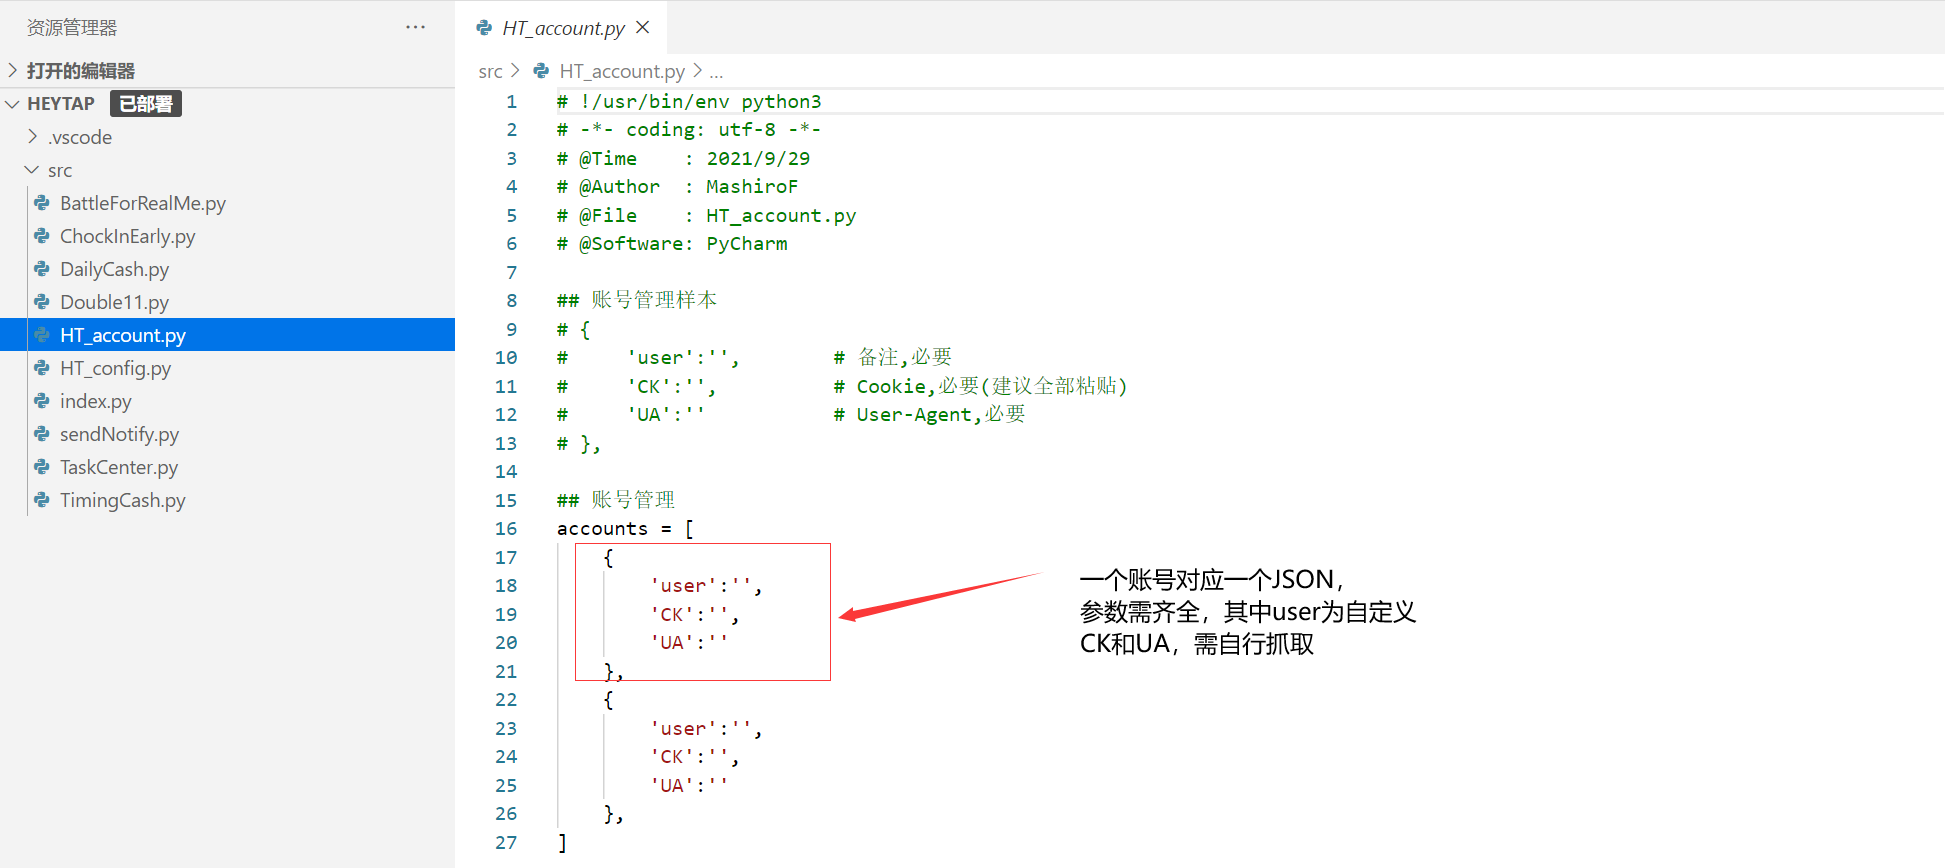 资源管理器
···
打开的编辑器
HEYTAP 已部署
.vscode
src
BattleForRealMe.py
ChockInEarly.py
DailyCash.py
Double11.py
HT_account.py
HT_config.py
index.py
sendNotify.py
TaskCenter.py
TimingCash.py
HT_account.py
src > HT_account.py > ...
1 # !/usr/bin/env python3
2 # -*- coding: utf-8 -*-
3 # @Time    : 2021/9/29
4 # @Author  : MashiroF
5 # @File    : HT_account.py
6 # @Software: PyCharm
7
8 ## 账号管理样本
9 # {
10 #     'user':'',        # 备注,必要
11 #     'CK':'',          # Cookie,必要(建议全部粘贴)
12 #     'UA':''           # User-Agent,必要
13 # },
14
15 ## 账号管理
16 accounts = [
17     {
18         'user':'',
19         'CK':'',
20         'UA':''
21     },
22     {
23         'user':'',
24         'CK':'',
25         'UA':''
26     },
27 ]
一个账号对应一个JSON，
参数需齐全，其中user为自定义
CK和UA，需自行抓取